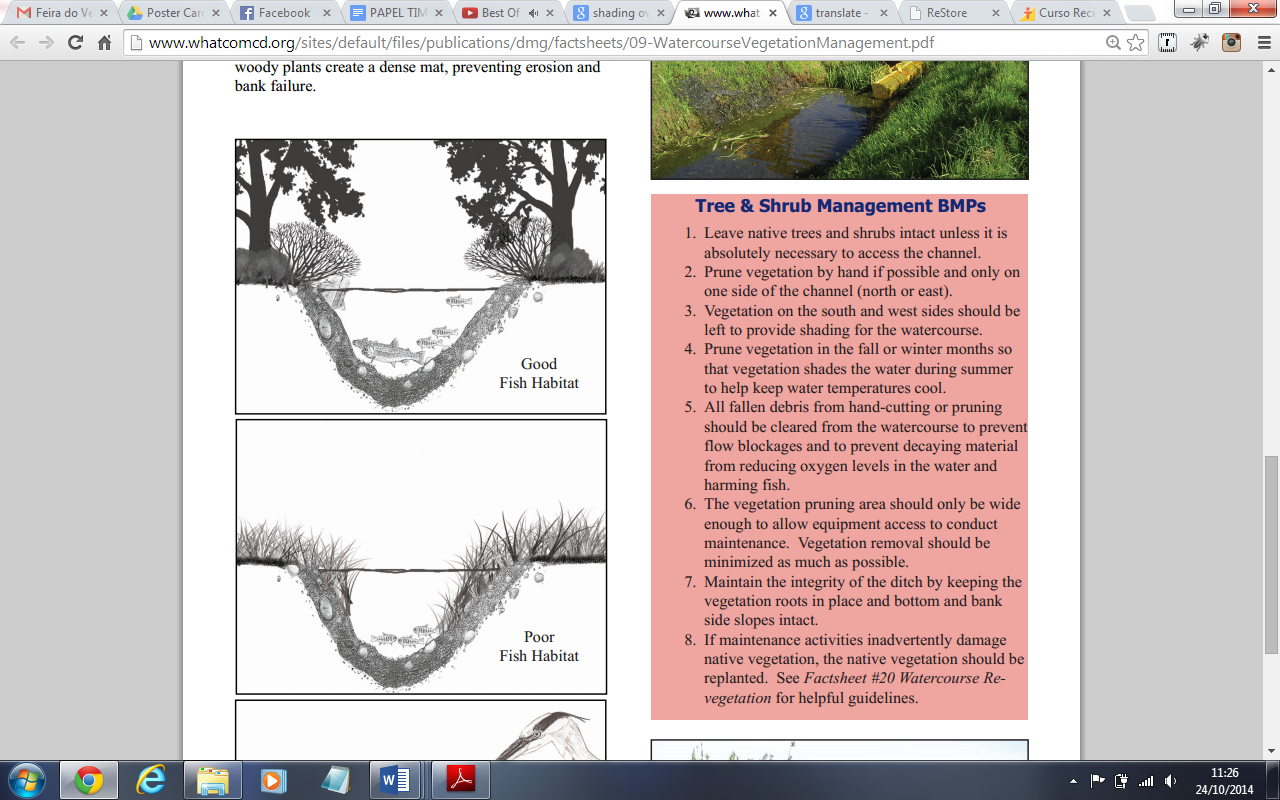 Feira do Ve
Poster Card
Facebook
PAPEL TIM
Best Of
shading ov
www.what
translate -
ReStore
Curso Rece
www.whatcomcd.org/sites/default/files/publications/dmg/factsheets/09-WatercourseVegetationManagement.pdf
woody plants create a dense mat, preventing erosion and
bank failure.
Good
Fish Habitat
Poor
Fish Habitat
Tree & Shrub Management BMPs
1. Leave native trees and shrubs intact unless it is
absolutely necessary to access the channel.
2. Prune vegetation by hand if possible and only on
one side of the channel (north or east).
3. Vegetation on the south and west sides should be
left to provide shading for the watercourse.
4. Prune vegetation in the fall or winter months so
that vegetation shades the water during summer
to help keep water temperatures cool.
5. All fallen debris from hand-cutting or pruning
should be cleared from the watercourse to prevent
flow blockages and to prevent decaying material
from reducing oxygen levels in the water and
harming fish.
6. The vegetation pruning area should only be wide
enough to allow equipment access to conduct
maintenance. Vegetation removal should be
minimized as much as possible.
7. Maintain the integrity of the ditch by keeping the
vegetation roots in place and bottom and bank
side slopes intact.
8. If maintenance activities inadvertently damage
native vegetation, the native vegetation should be
replanted. See Factsheet #20 Watercourse Re-
vegetation for helpful guidelines.
11:26
24/10/2014